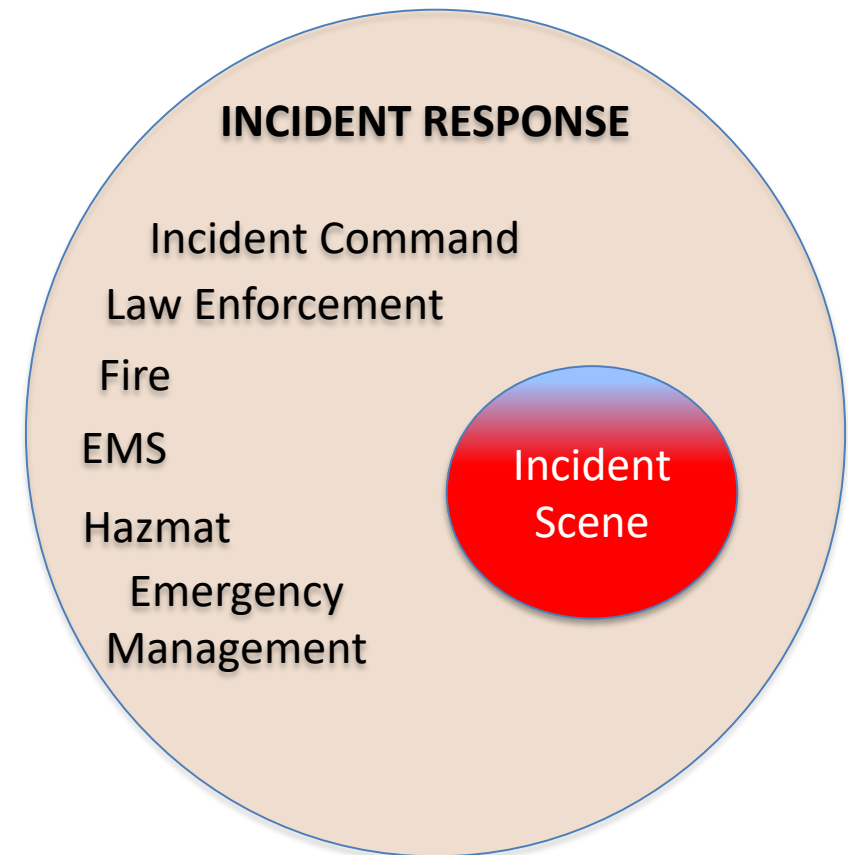 INCIDENT RESPONSE
Incident Command
Law Enforcement
Fire
EMS
Hazmat
Emergency
Management
Incident
Scene